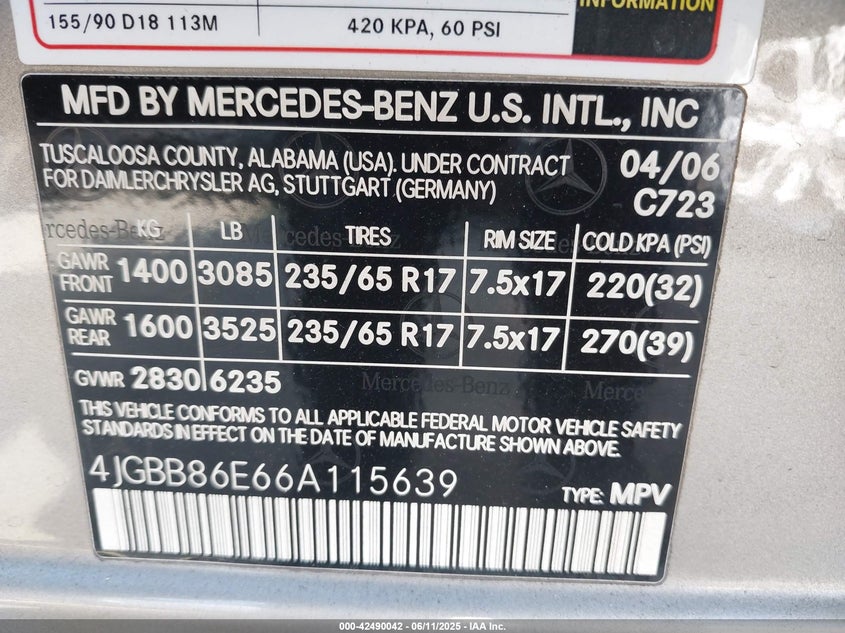 INFORMATION
155/90 D18 113M 420 KPA, 60 PSI
MFD BY MERCEDES-BENZ U.S. INTL., INC
TUSCALOOSA COUNTY, ALABAMA (USA). UNDER CONTRACT 04/06
FOR DAIMLERCHRYSLER AG, STUTTGART (GERMANY) C723
KG LB TIRES RIM SIZE COLD KPA (PSI)
GAWR FRONT 1400 3085 235/65 R17 7.5x17 220(32)
GAWR REAR 1600 3525 235/65 R17 7.5x17 270(39)
GVWR 2830 6235
Mercedes-Benz
THIS VEHICLE CONFORMS TO ALL APPLICABLE FEDERAL MOTOR VEHICLE SAFETY
STANDARDS IN EFFECT ON THE DATE OF MANUFACTURE SHOWN ABOVE.
4JGBB86E66A115639 TYPE: MPV
000-42490042 - 06/11/2025 - IAA Inc.